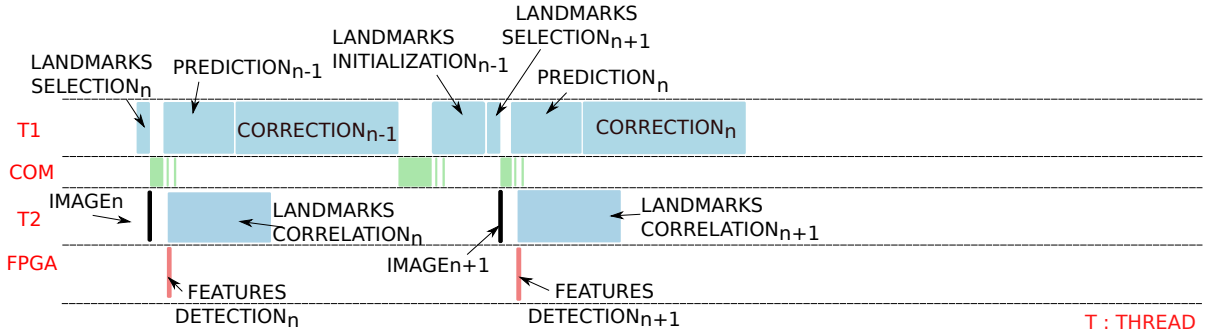 LANDMARKS
SELECTIONn+1
LANDMARKS
INITIALIZATIONn-1
LANDMARKS
SELECTIONn
PREDICTIONn-1
PREDICTIONn
T1
CORRECTIONn-1
CORRECTIONn
COM
IMAGEn
T2
LANDMARKS
CORRELATIONn
LANDMARKS
CORRELATIONn+1
FPGA
IMAGEn+1
FEATURES
DETECTIONn
FEATURES
DETECTIONn+1
T : THREAD